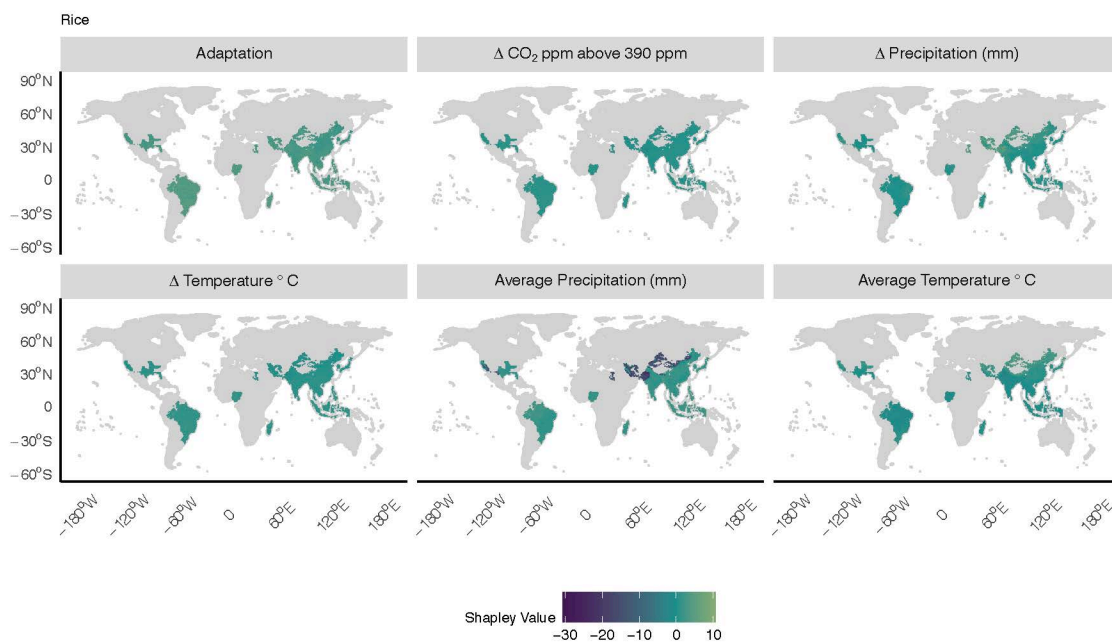 Rice
Adaptation
Δ CO₂ ppm above 390 ppm
Δ Precipitation (mm)
90°N
60°N
30°N
0
−30°S
−60°S
Δ Temperature ° C
Average Precipitation (mm)
Average Temperature ° C
90°N
60°N
30°N
0
−30°S
−60°S
−180°W −120°W −60°W 0 60°E 120°E 180°E
−180°W −120°W −60°W 0 60°E 120°E 180°E
−180°W −120°W −60°W 0 60°E 120°E 180°E
Shapley Value
−30 −20 −10 0 10